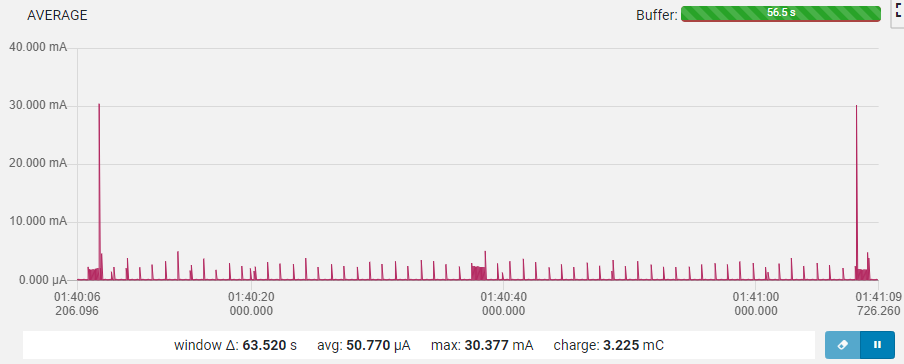 AVERAGE Buffer: 56.5 s
40.000 mA
30.000 mA
20.000 mA
10.000 mA
0.000 µA
01:40:06 01:40:20 01:40:40 01:41:00 01:41:09
206.096 000.000 000.000 000.000 726.260
window Δ: 63.520 s avg: 50.770 µA max: 30.377 mA charge: 3.225 mC